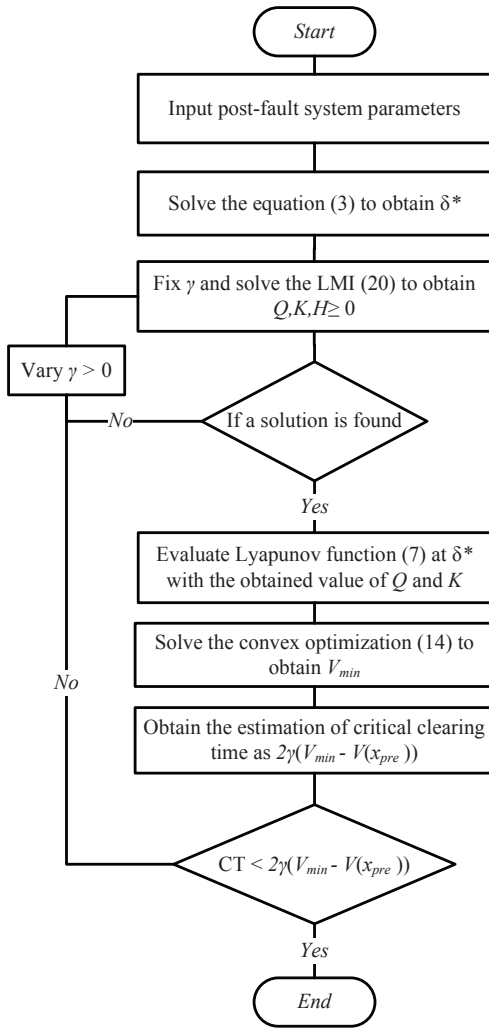 Start
Input post-fault system parameters
Solve the equation (3) to obtain δ*
Fix γ and solve the LMI (20) to obtain
Q,K,H≥ 0
Vary γ > 0
No
If a solution is found
Yes
Evaluate Lyapunov function (7) at δ*
with the obtained value of Q and K
Solve the convex optimization (14) to
obtain Vmin
No
Obtain the estimation of critical clearing
time as 2γ(Vmin - V(xpre ))
CT < 2γ(Vmin - V(xpre ))
Yes
End